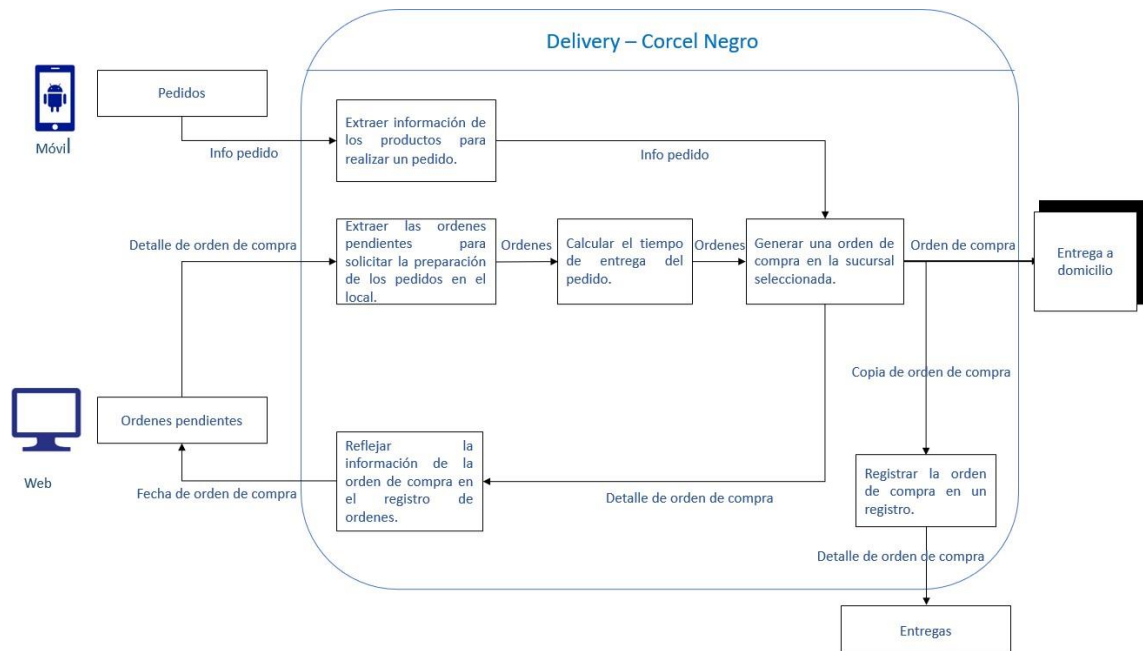 Delivery – Corcel Negro
Pedidos
Móvil
Info pedido
Extraer información de
los productos para
realizar un pedido.
Info pedido
Detalle de orden de compra
Extraer las ordenes
pendientes para
solicitar la preparación
de los pedidos en el
local.
Ordenes
Calcular el tiempo
de entrega del
pedido.
Ordenes
Generar una orden de
compra en la sucursal
seleccionada.
Orden de compra
Entrega a
domicilio
Copia de orden de compra
Ordenes pendientes
Web
Fecha de orden de compra
Reflejar la
información de la
orden de compra en
el registro de
ordenes.
Detalle de orden de compra
Registrar la orden
de compra en un
registro.
Detalle de orden de compra
Entregas